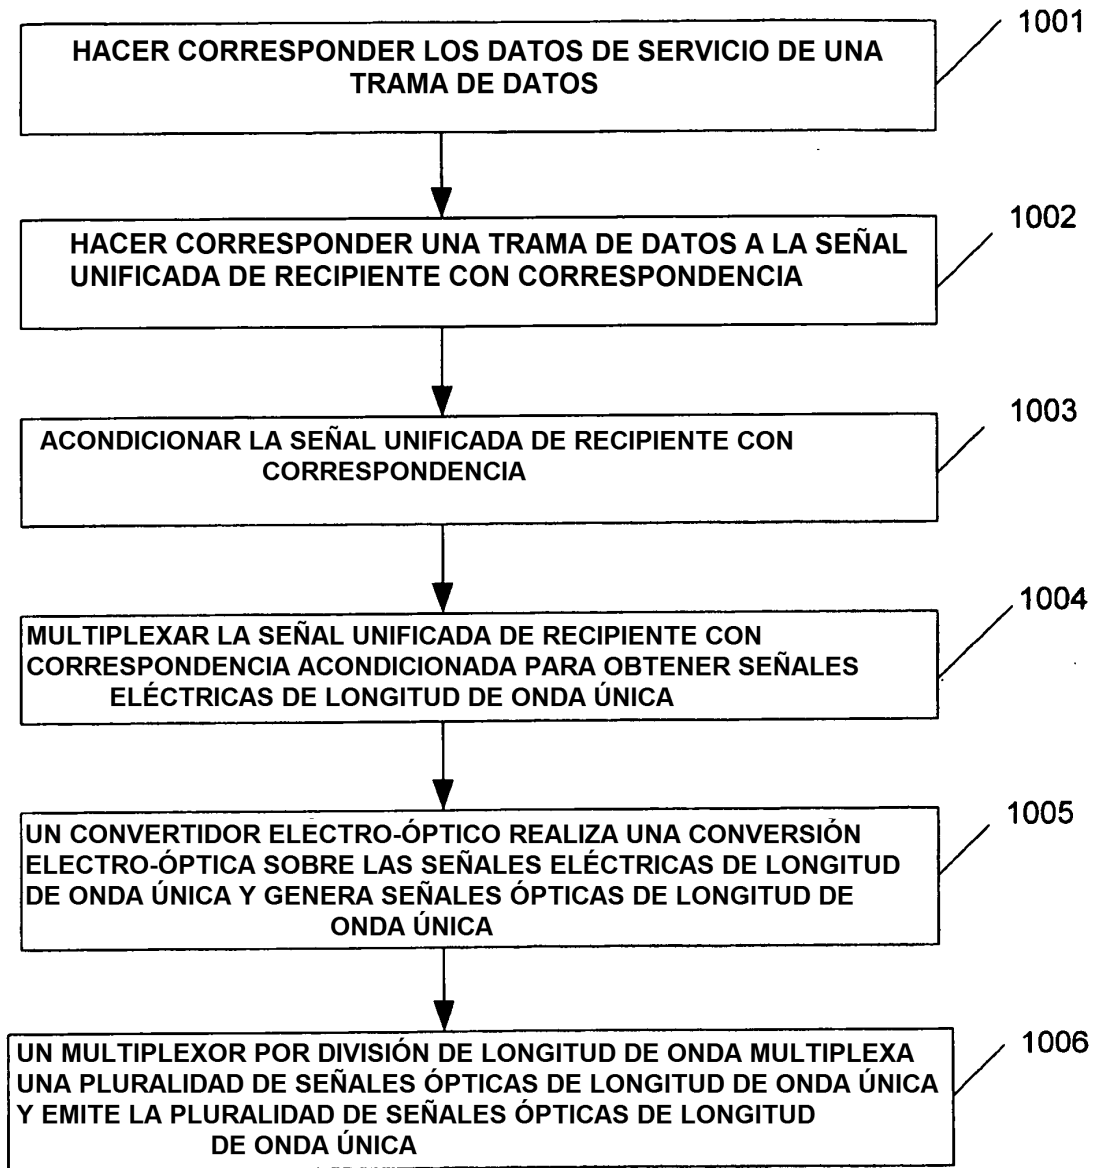 1001
HACER CORRESPONDER LOS DATOS DE SERVICIO DE UNA
TRAMA DE DATOS
1002
HACER CORRESPONDER UNA TRAMA DE DATOS A LA SEÑAL
UNIFICADA DE RECIPIENTE CON CORRESPONDENCIA
1003
ACONDICIONAR LA SEÑAL UNIFICADA DE RECIPIENTE CON
CORRESPONDENCIA
1004
MULTIPLEXAR LA SEÑAL UNIFICADA DE RECIPIENTE CON
CORRESPONDENCIA ACONDICIONADA PARA OBTENER SEÑALES
ELÉCTRICAS DE LONGITUD DE ONDA ÚNICA
1005
UN CONVERTIDOR ELÉCTRO-ÓPTICO REALIZA UNA CONVERSIÓN
ELECTRO-ÓPTICA SOBRE LAS SEÑALES ELÉCTRICAS DE LONGITUD
DE ONDA ÚNICA Y GENERA SEÑALES ÓPTICAS DE LONGITUD DE
ONDA ÚNICA
1006
UN MULTIPLEXOR POR DIVISIÓN DE LONGITUD DE ONDA MULTIPLEXA
UNA PLURALIDAD DE SEÑALES ÓPTICAS DE LONGITUD DE ONDA ÚNICA
Y EMITE LA PLURALIDAD DE SEÑALES ÓPTICAS DE LONGITUD
DE ONDA ÚNICA